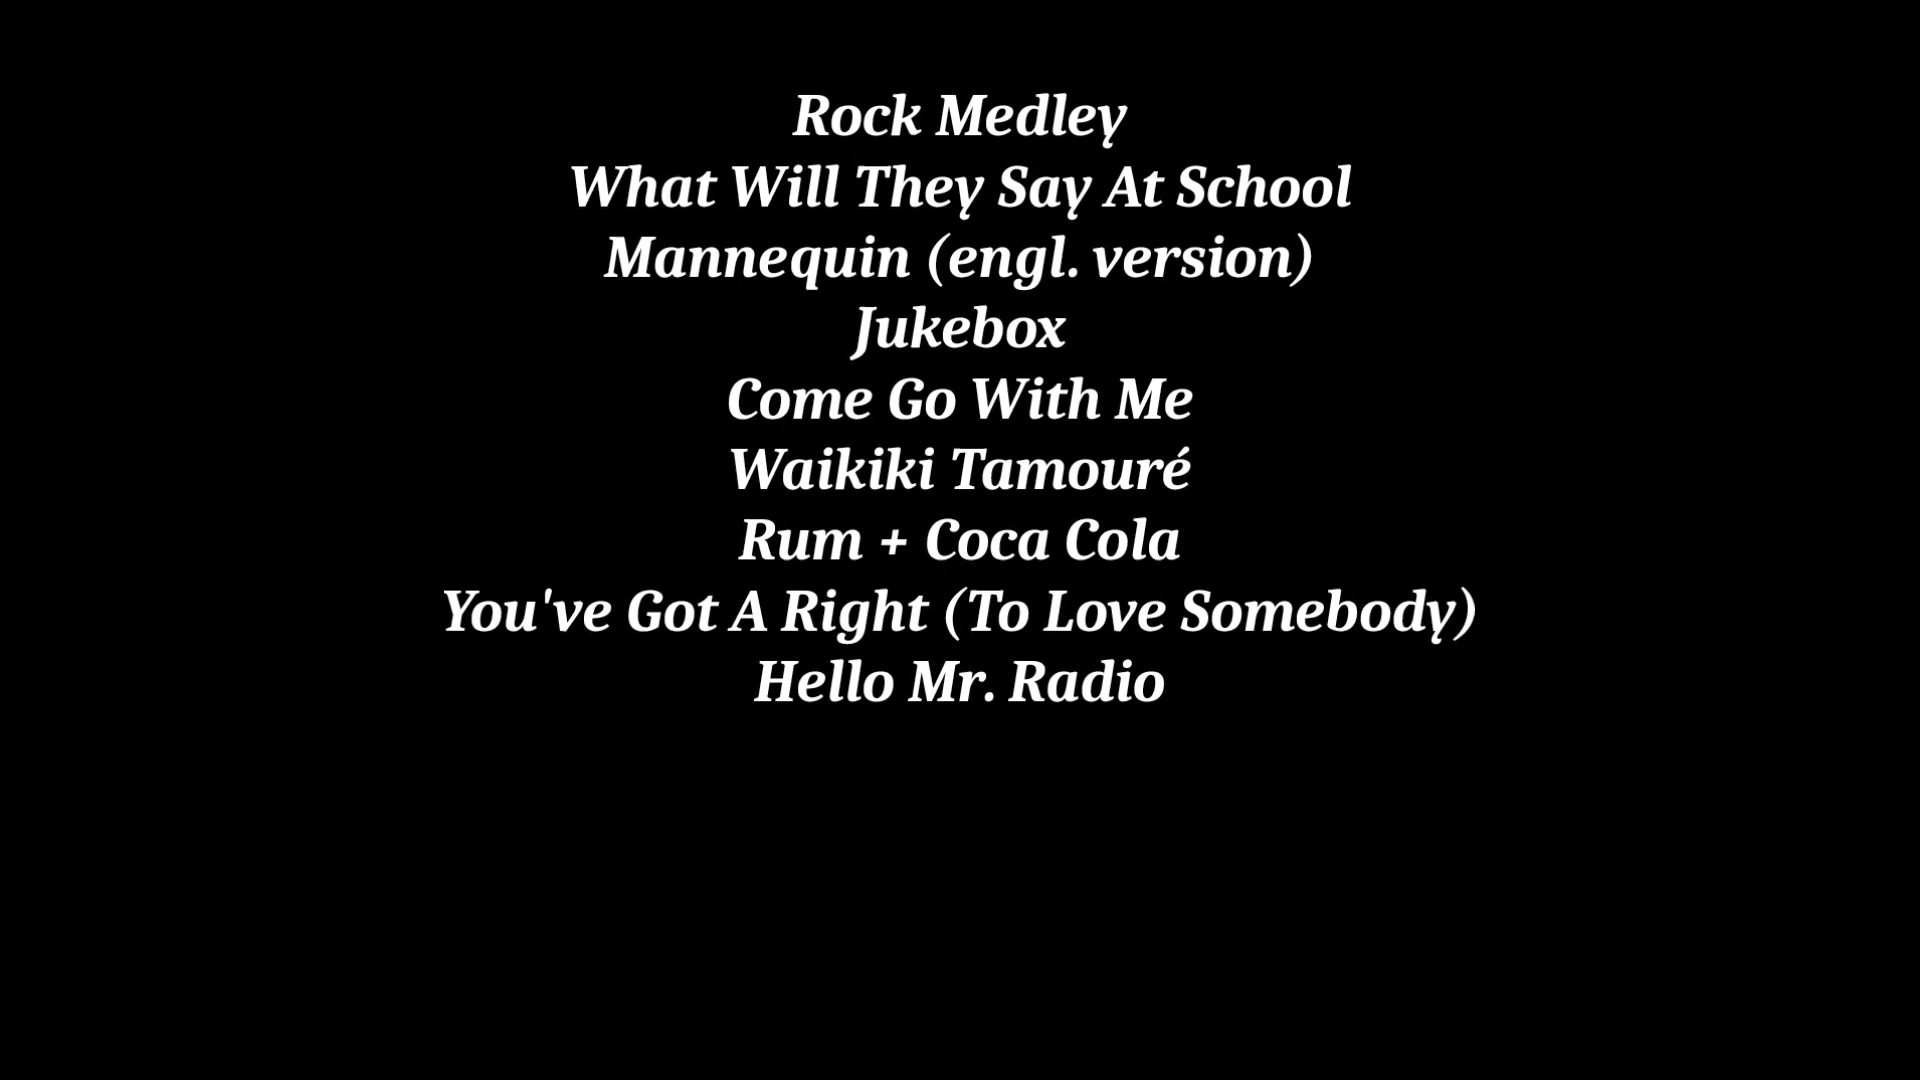 Rock Medley
What Will They Say At School
Mannequin (engl. version)
Jukebox
Come Go With Me
Waikiki Tamouré
Rum + Coca Cola
You've Got A Right (To Love Somebody)
Hello Mr. Radio